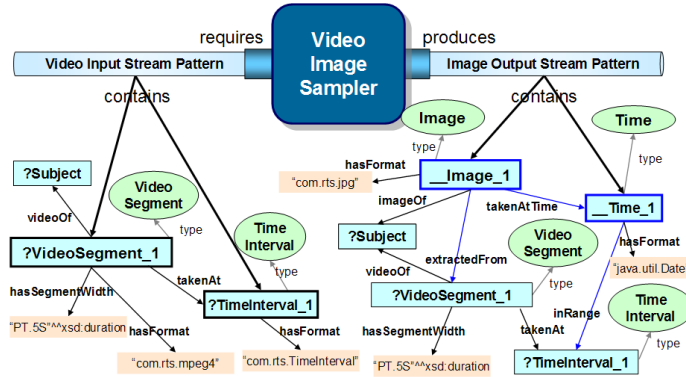 requires
Video
Image
Sampler
produces
Video Input Stream Pattern
Image Output Stream Pattern
contains
contains
Image
Time
type
type
hasFormat
"com.rts.jpg"
__Image_1
?Subject
Video
Segment
imageOf
takenAtTime
__Time_1
videoOf
type
Time
Interval
?Subject
Video
Segment
hasFormat
?VideoSegment_1
type
videoOf
extractedFrom
"java.util.Date"
hasSegmentWidth
takenAt
?TimeInterval_1
?VideoSegment_1
type
Time
Interval
"PT.5S"^^xsd:duration
hasFormat
hasFormat
hasSegmentWidth
takenAt
inRange
type
"com.rts.mpeg4"
"com.rts.TimeInterval"
"PT.5S"^^xsd:duration
?TimeInterval_1